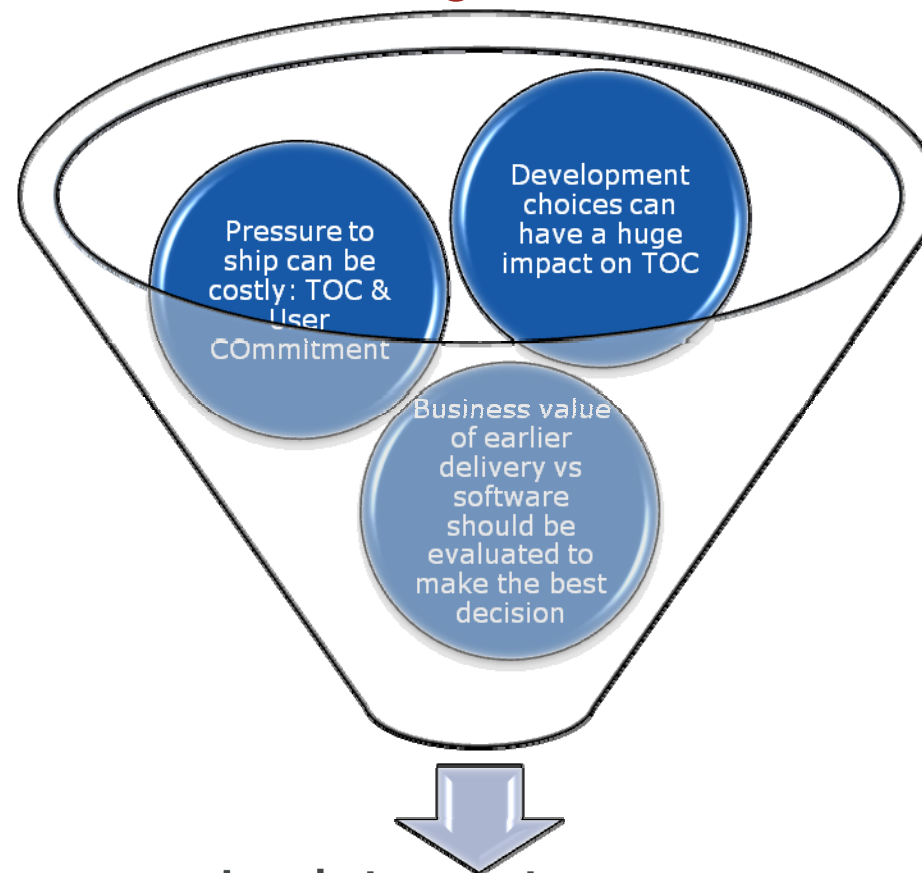 Pressure to
ship can be
costly: TOC &
User
COmmitment
Development
choices can
have a huge
impact on TOC
Business value
of earlier
delivery vs
software
should be
evaluated to
make the best
decision